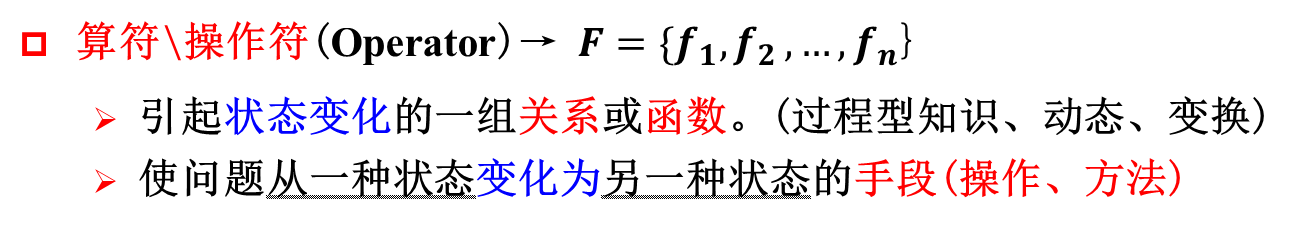 算符\操作符(Operator)→ F = {f1,f2 ,…,fn}
引起状态变化的一组关系或函数。(过程型知识、动态、变换)
使问题从一种状态变化为另一种状态的手段(操作、方法)